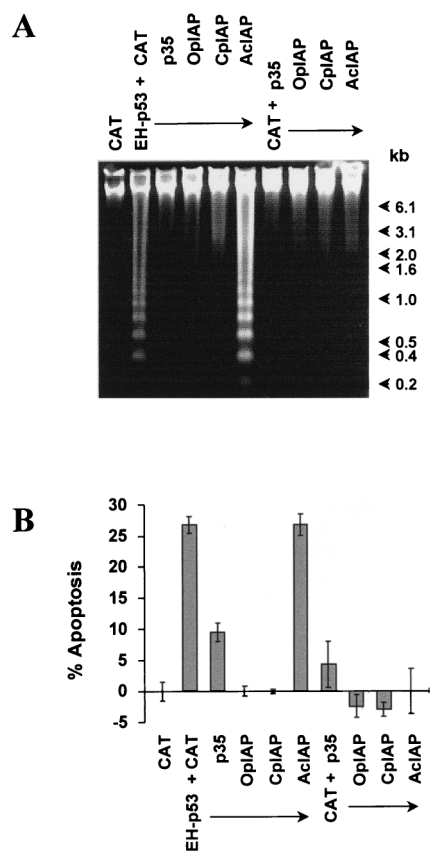 A
CAT
EH-p53 + CAT
p35
OpIAP
CpIAP
AcIAP
CAT + p35
OpIAP
CpIAP
AcIAP
kb
6.1
3.1
2.0
1.6
1.0
0.5
0.4
0.2
B
% Apoptosis
30
25
20
15
10
5
0
-5
CAT
EH-p53 + CAT
p35
OpIAP
CpIAP
AcIAP
CAT + p35
OpIAP
CpIAP
AcIAP